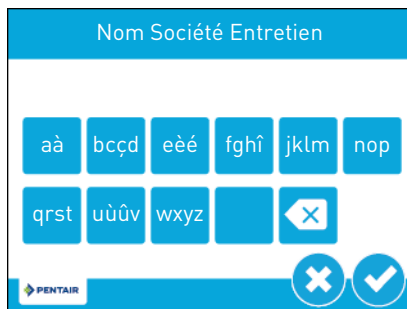 Nom Société Entretien
aà bcçd eèé fghî jklm nop
qrst uùûv wxyz
PENTAIR